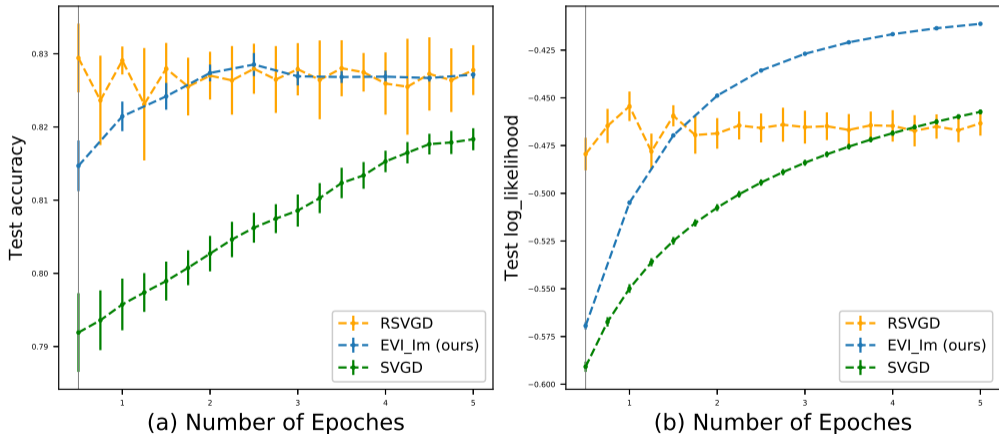 0.83
0.82
0.81
0.80
0.79
Test accuracy
1
2
3
4
5
(a) Number of Epoches
RSVGD
EVI_Im (ours)
SVGD
−0.425
−0.450
−0.475
−0.500
−0.525
−0.550
−0.575
−0.600
Test log_likelihood
1
2
3
4
5
(b) Number of Epoches
RSVGD
EVI_Im (ours)
SVGD